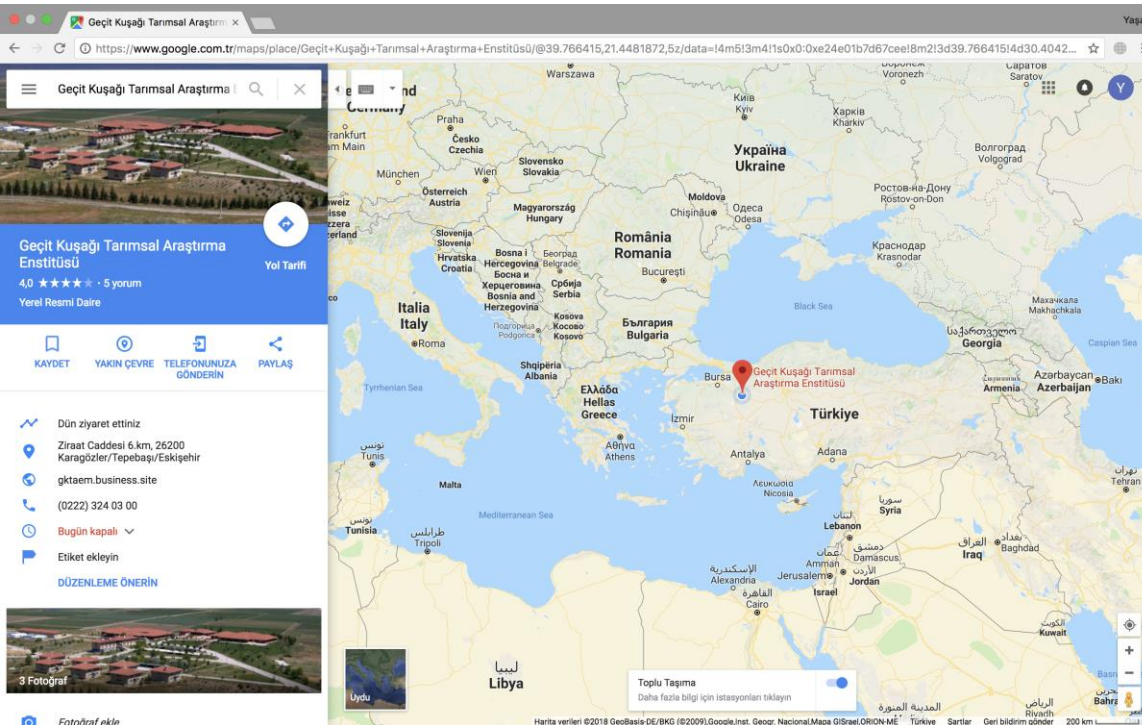 Geçit Kuşağı Tarımsal Araştırm ×
Yaşa
https://www.google.com.tr/maps/place/Geçit+Kuşağı+Tarımsal+Araştırma+Enstitüsü/@39.766415,21.4481872,5z/data=!4m5!3m4!1s0x0:0xe24e01b7d67cee!8m2!3d39.766415!4d30.4042...
Geçit Kuşağı Tarımsal Araştırma
Geçit Kuşağı Tarımsal Araştırma
Enstitüsü
Yol Tarifi
4,0 ★★★★★ · 5 yorum
Yerel Resmi Daire
KAYDET
YAKIN ÇEVRE
TELEFONUNUZA
GÖNDERİN
PAYLAŞ
Dün ziyaret ettiniz
Ziraat Caddesi 6.km, 26200
Karagözler/Tepebaşı/Eskişehir
gktaem.business.site
(0222) 324 03 00
Bugün kapalı
Etiket ekleyin
DÜZENLEME ÖNERİN
3 Fotoğraf
Fotoğraf ekle
Warszawa
Воронеж
Voronezh
Саратов
Saratov
Germany
Praha
Київ
Kyiv
Харків
Kharkiv
Frankfurt
am Main
Česko
Czechia
Україна
Ukraine
Волгоград
Volgograd
München
Wien
Slovensko
Slovakia
Ростов-на-Дону
Rostov-on-Don
Österreich
Austria
Magyarország
Hungary
Moldova
Chișinău
Одеса
Odesa
Slovenija
Slovenia
România
Romania
Краснодар
Krasnodar
Hrvatska
Croatia
Bosna i
Hercegovina
Босна и
Херцеговина
Bosnia and
Herzegovina
Београд
Belgrade
Србија
Serbia
București
Italia
Italy
Roma
Kosova
Косово
Kosovo
Подгорица
Podgorica
България
Bulgaria
Black Sea
Махачкала
Makhachkala
საქართველო
Georgia
Caspian Sea
Shqipëria
Albania
Bursa
Geçit Kuşağı Tarımsal
Araştırma Enstitüsü
Armenia
Azərbaycan
Azerbaijan
Bakı
Tyrrhenian Sea
Ελλάδα
Hellas
Greece
İzmir
Türkiye
Αθήνα
Athens
Antalya
Adana
تونس
Tunis
Malta
Λευκωσία
Nicosia
سوريا
Syria
تهران
Tehran
تونس
Tunisia
طرابلس
Tripoli
Mediterranean Sea
لبنان
Lebanon
دمشق
Damascus
العراق
Iraq
بغداد
Baghdad
الإسكندرية
Alexandria
عمان
Amman
Jerusalem
الأردن
Jordan
القاهرة
Cairo
Israel
الكويت
Kuwait
ليبيا
Libya
Uydu
Toplu Taşıma
Daha fazla bilgi için istasyonları tıklayın
المدينة المنورة
الرياض
Riyadh
Harita verileri ©2018 GeoBasis-DE/BKG (©2009),Google,Inst. Geogr. Nacional,Mapa GISrael,ORION-ME Türkiye Şartlar Geri bildirim gönder 200 km